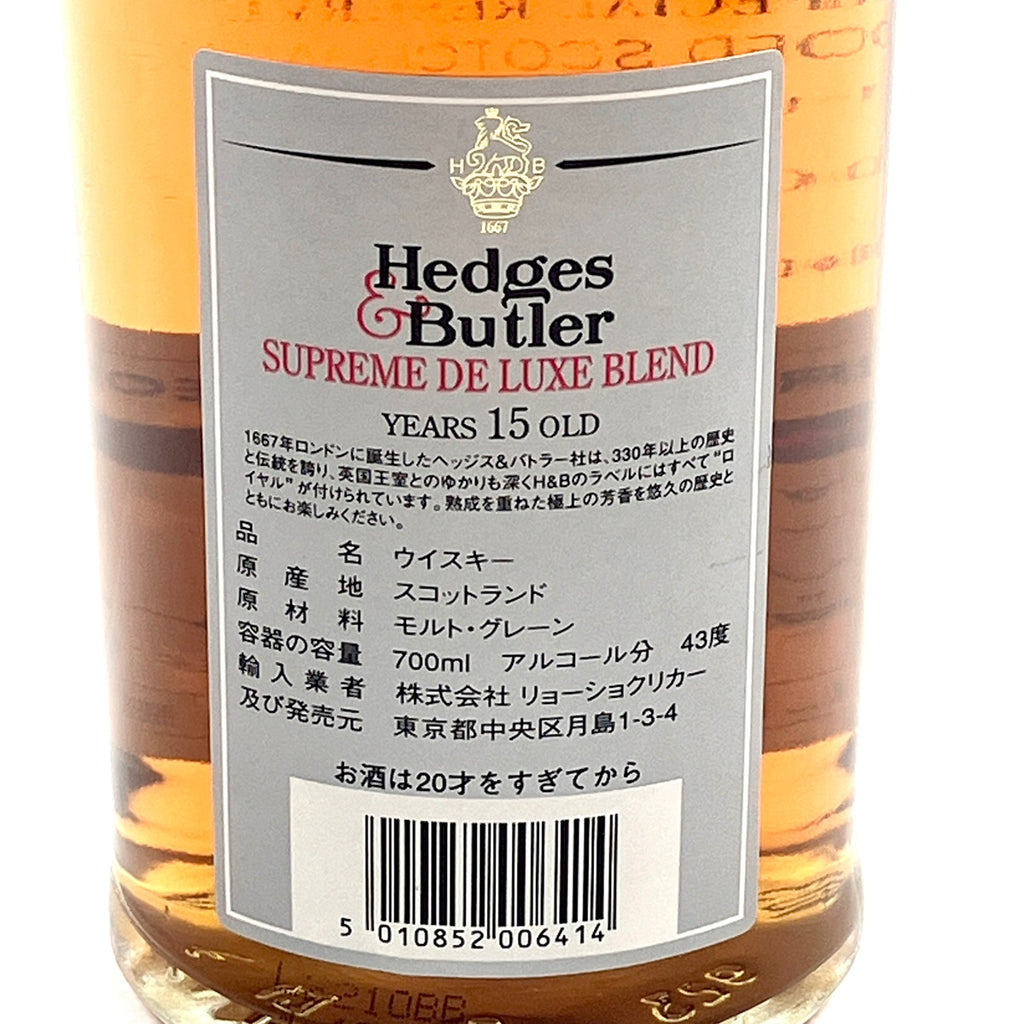 H B
1667
Hedges
& Butler
SUPREME DE LUXE BLEND
YEARS 15 OLD
1667年ロンドンに誕生したヘッジス&バトラー社は、330年以上の歴史
と伝統を誇り、英国王室とのゆかりも深くH&Bのラベルにはすべて“ロ
イヤル”が付けられています。熟成を重ねた極上の芳香を悠久の歴史と
ともにお楽しみください。
品名 ウイスキー
原産地 スコットランド
原材料 モルト・グレーン
容器の容量 700ml アルコール分 43度
輸入業者 株式会社 リョーショクリカー
及び発売元 東京都中央区月島1-3-4
お酒は20才をすぎてから
5 010852 006414